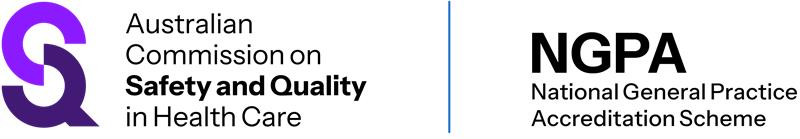 Australian
Commission on
Safety and Quality
in Health Care
NGPA
National General Practice
Accreditation Scheme